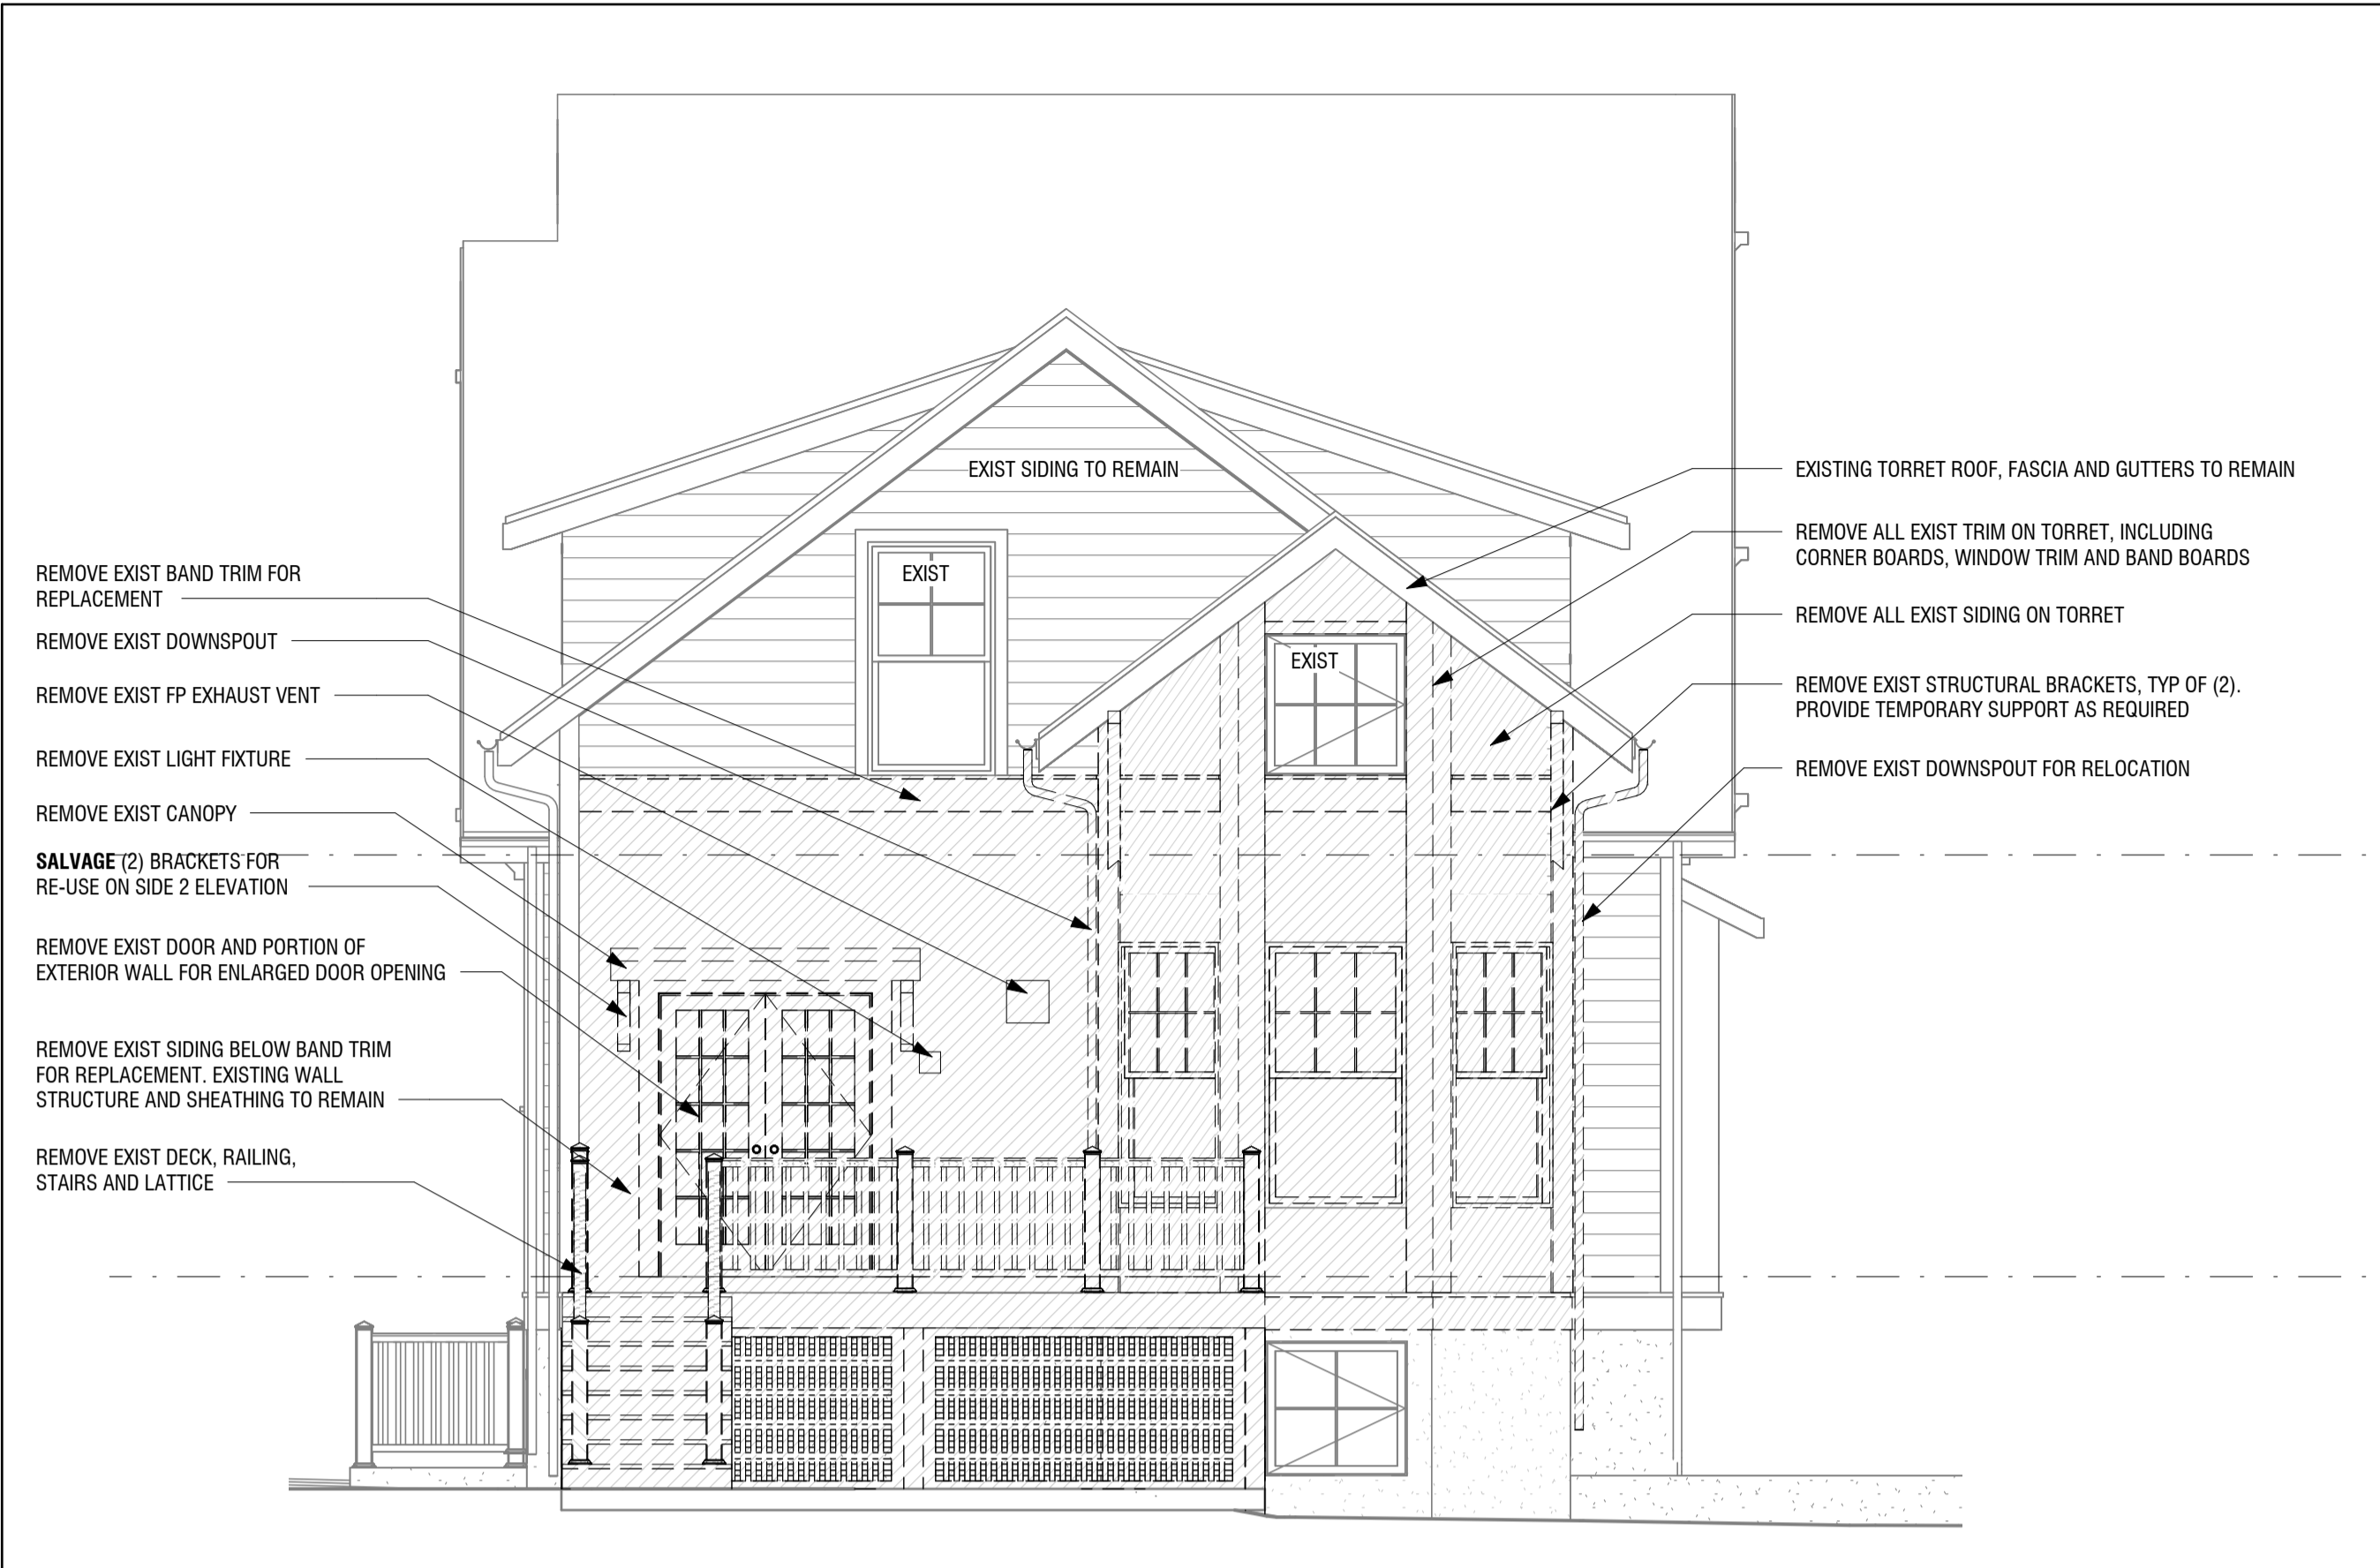 EXIST SIDING TO REMAIN
EXIST
EXIST
REMOVE EXIST BAND TRIM FOR
REPLACEMENT
REMOVE EXIST DOWNSPOUT
REMOVE EXIST FP EXHAUST VENT
REMOVE EXIST LIGHT FIXTURE
REMOVE EXIST CANOPY
SALVAGE (2) BRACKETS FOR
RE-USE ON SIDE 2 ELEVATION
REMOVE EXIST DOOR AND PORTION OF
EXTERIOR WALL FOR ENLARGED DOOR OPENING
REMOVE EXIST SIDING BELOW BAND TRIM
FOR REPLACEMENT. EXISTING WALL
STRUCTURE AND SHEATHING TO REMAIN
REMOVE EXIST DECK, RAILING,
STAIRS AND LATTICE
EXISTING TORRET ROOF, FASCIA AND GUTTERS TO REMAIN
REMOVE ALL EXIST TRIM ON TORRET, INCLUDING
CORNER BOARDS, WINDOW TRIM AND BAND BOARDS
REMOVE ALL EXIST SIDING ON TORRET
REMOVE EXIST STRUCTURAL BRACKETS, TYP OF (2).
PROVIDE TEMPORARY SUPPORT AS REQUIRED
REMOVE EXIST DOWNSPOUT FOR RELOCATION